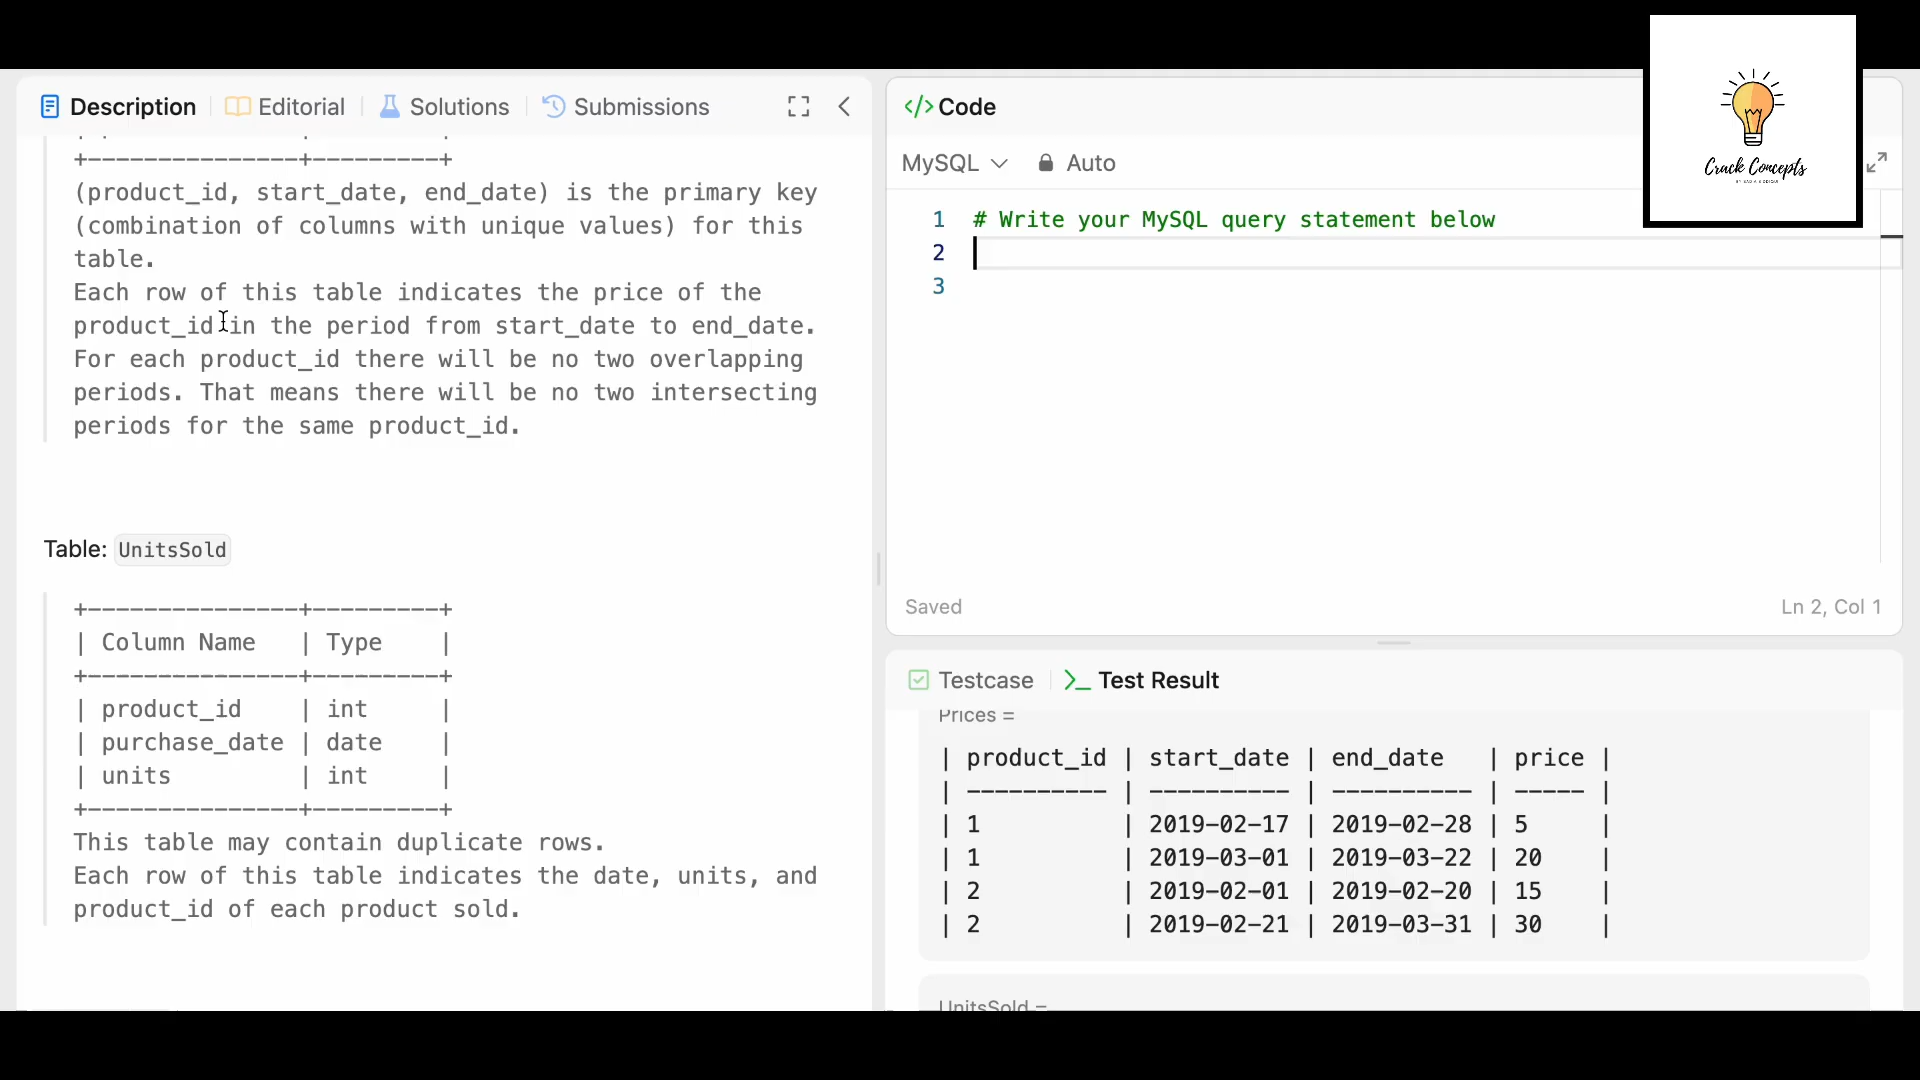 Description
Editorial
Solutions
Submissions
+---------------+---------+
(product_id, start_date, end_date) is the primary key
(combination of columns with unique values) for this
table.
Each row of this table indicates the price of the
product_id in the period from start_date to end_date.
For each product_id there will be no two overlapping
periods. That means there will be no two intersecting
periods for the same product_id.
Table: UnitsSold
+---------------+---------+
| Column Name   | Type    |
+---------------+---------+
| product_id    | int     |
| purchase_date | date    |
| units         | int     |
+---------------+---------+
This table may contain duplicate rows.
Each row of this table indicates the date, units, and
product_id of each product sold.
</> Code
MySQL
Auto
1 # Write your MySQL query statement below
2
3
Saved
Ln 2, Col 1
Testcase
Test Result
Prices =
| product_id | start_date | end_date   | price |
| ---------- | ---------- | ---------- | ----- |
| 1          | 2019-02-17 | 2019-02-28 | 5     |
| 1          | 2019-03-01 | 2019-03-22 | 20    |
| 2          | 2019-02-01 | 2019-02-20 | 15    |
| 2          | 2019-02-21 | 2019-03-31 | 30    |
UnitsSold =
Crack Concepts